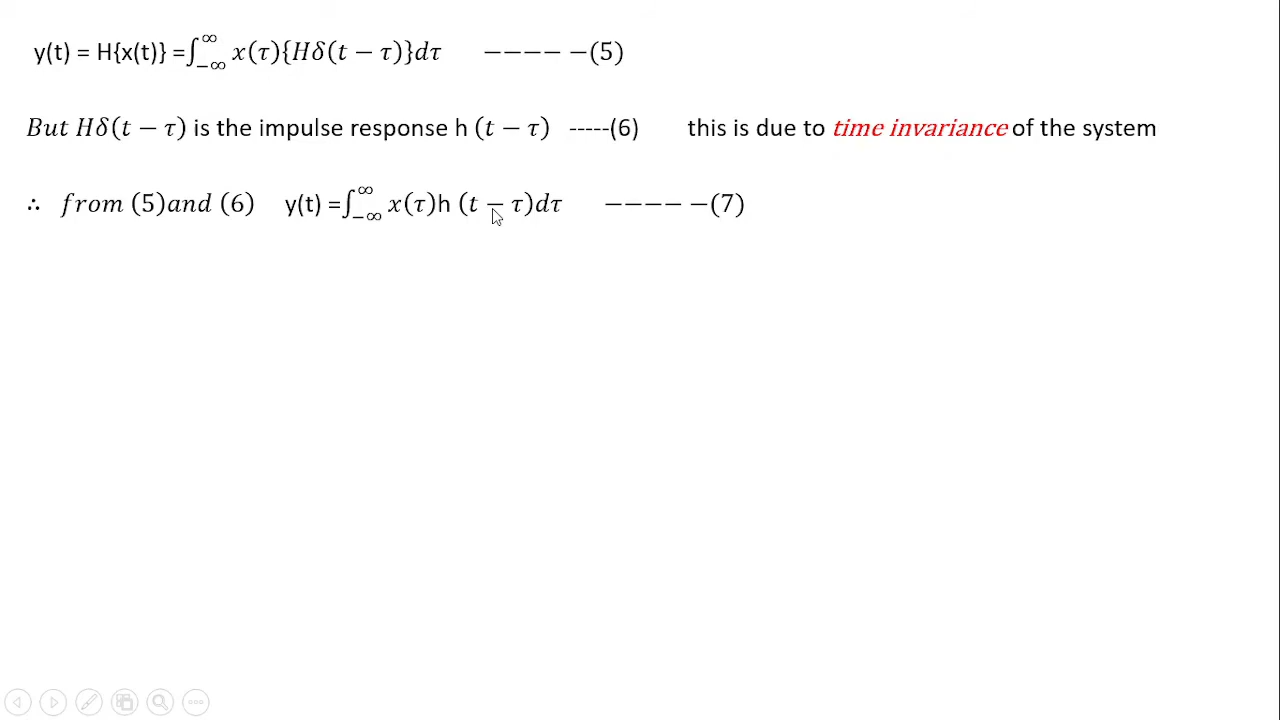 y(t) = H{x(t)} =∫_{-∞}^{∞} 𝑥(𝜏){𝐻𝛿(𝑡 − 𝜏)}𝑑𝜏 −−−− −(5)
𝐵𝑢𝑡 𝐻𝛿(𝑡 − 𝜏) is the impulse response h (𝑡 − 𝜏) -----(6) this is due to time invariance of the system
∴ 𝑓𝑟𝑜𝑚 (5)𝑎𝑛𝑑 (6) y(t) =∫_{-∞}^{∞} 𝑥(𝜏)h (𝑡 − 𝜏)𝑑𝜏 −−−− −(7)